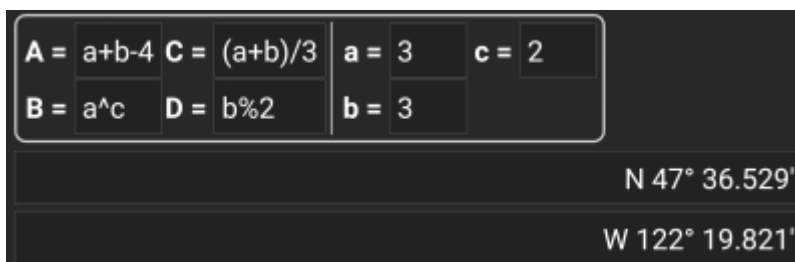 A = a+b-4 C = (a+b)/3 a = 3 c = 2
B = a^c D = b%2 b = 3
N 47° 36.529'
W 122° 19.821'